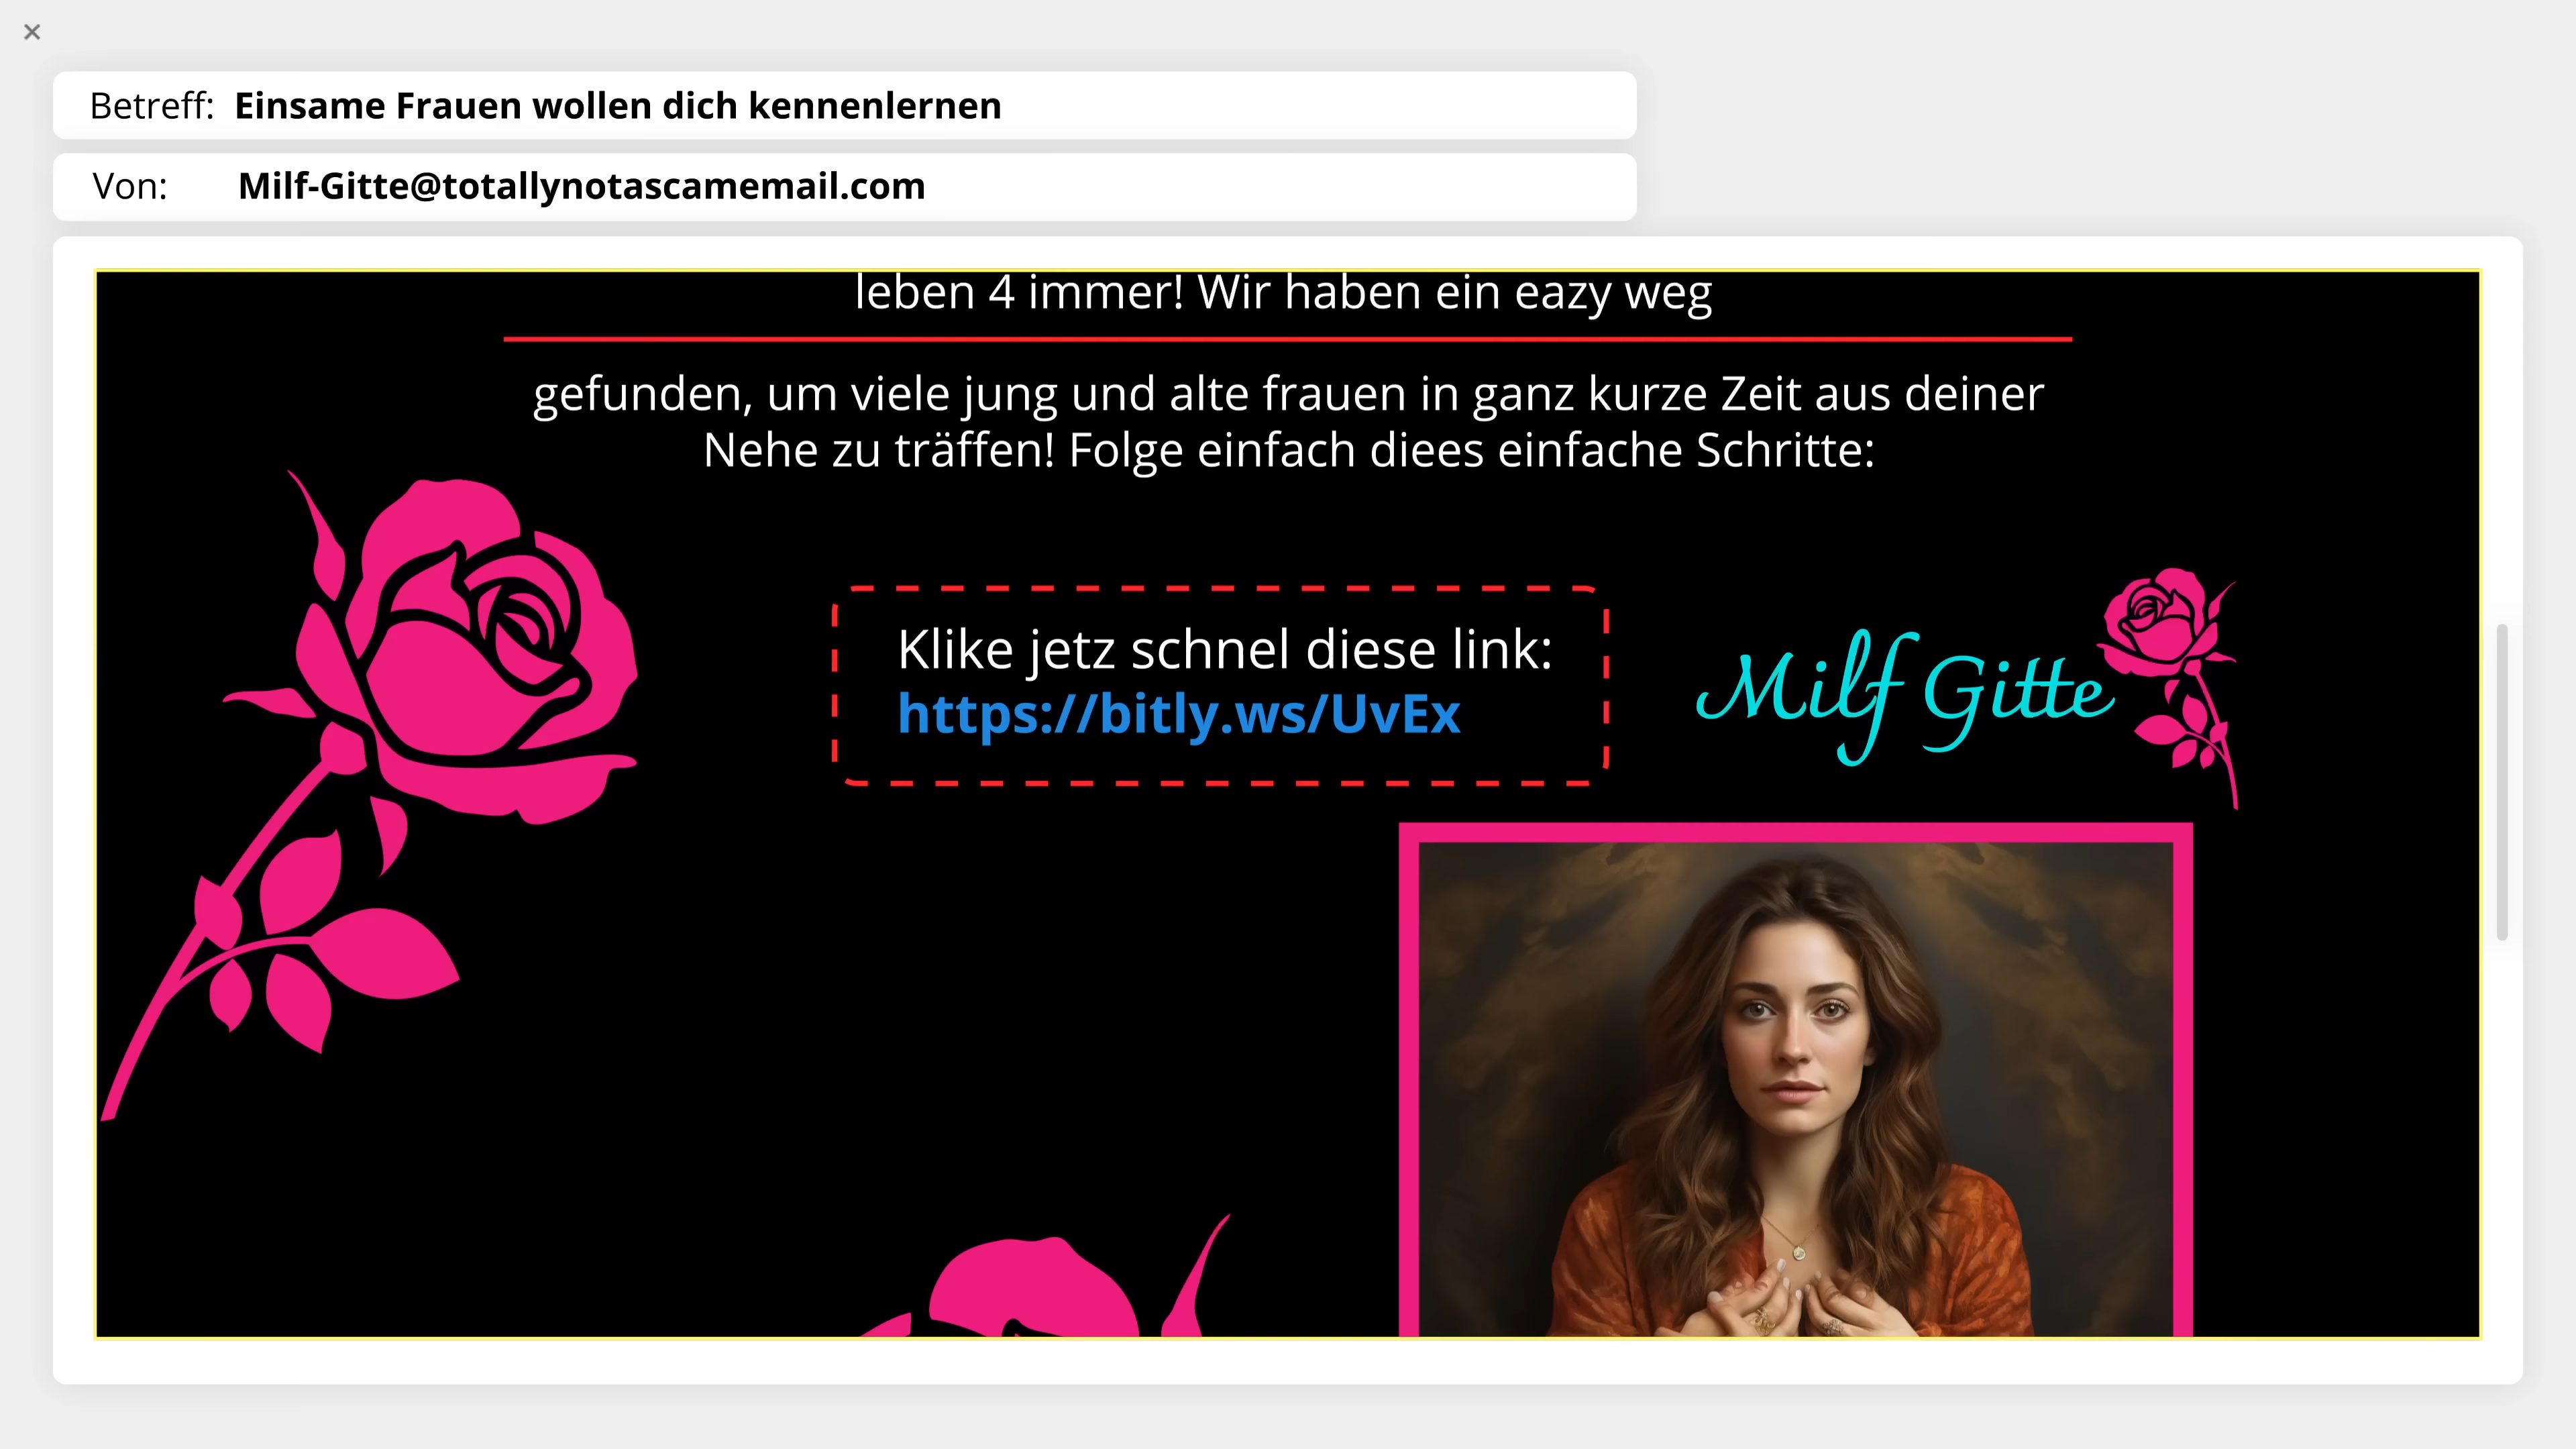 Betreff: Einsame Frauen wollen dich kennenlernen
Von: Milf-Gitte@totallynotascamemail.com
leben 4 immer! Wir haben ein eazy weg
gefunden, um viele jung und alte frauen in ganz kurze Zeit aus deiner
Nehe zu träffen! Folge einfach diees einfache Schritte:
Klike jetz schnel diese link:
https://bitly.ws/UvEx
Milf Gitte